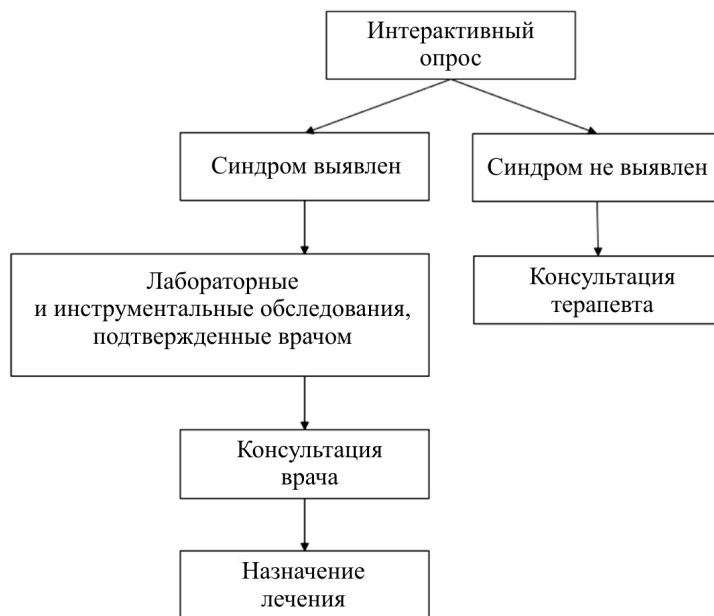 Интерактивный
опрос
Синдром выявлен
Синдром не выявлен
Лабораторные
и инструментальные обследования,
подтвержденные врачом
Консультация
терапевта
Консультация
врача
Назначение
лечения